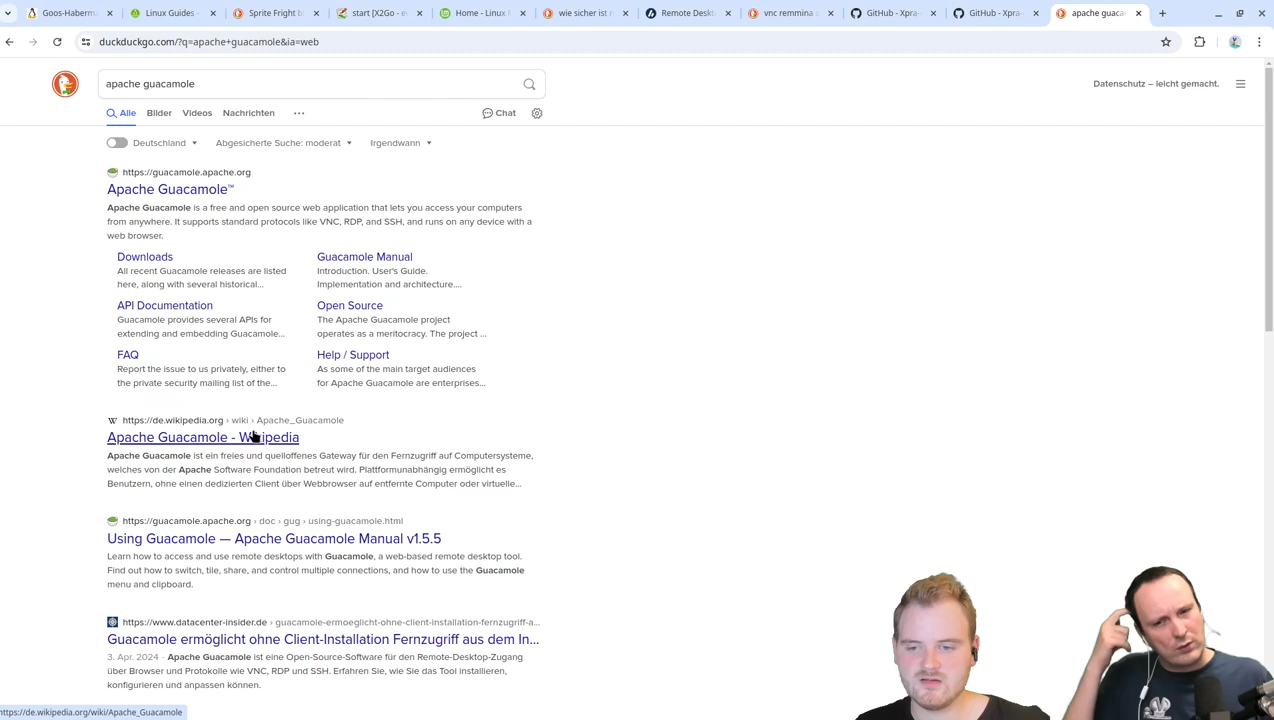 Goos-Haberm
Linux Guides -
Sprite Fright bl
start [X2Go - ev
Home - Linux
wie sicher ist r
Remote Deskt
vnc remmina a
GitHub - Xpra-
GitHub - Xpra-
apache guaca
duckduckgo.com/?q=apache+guacamole&ia=web
apache guacamole
Datenschutz – leicht gemacht.
Alle
Bilder
Videos
Nachrichten
Chat
Deutschland
Abgesicherte Suche: moderat
Irgendwann
https://guacamole.apache.org
Apache Guacamole™
Apache Guacamole is a free and open source web application that lets you access your computers
from anywhere. It supports standard protocols like VNC, RDP, and SSH, and runs on any device with a
web browser.
Downloads
All recent Guacamole releases are listed
here, along with several historical...
Guacamole Manual
Introduction. User's Guide.
Implementation and architecture....
API Documentation
Guacamole provides several APIs for
extending and embedding Guacamole...
Open Source
The Apache Guacamole project
operates as a meritocracy. The project ...
FAQ
Report the issue to us privately, either to
the private security mailing list of the...
Help / Support
As some of the main target audiences
for Apache Guacamole are enterprises...
W https://de.wikipedia.org › wiki › Apache_Guacamole
Apache Guacamole - Wikipedia
Apache Guacamole ist ein freies und quelloffenes Gateway für den Fernzugriff auf Computersysteme,
welches von der Apache Software Foundation betreut wird. Plattformunabhängig ermöglicht es
Benutzern, ohne einen dedizierten Client über Webbrowser auf entfernte Computer oder virtuelle...
https://guacamole.apache.org › doc › gug › using-guacamole.html
Using Guacamole — Apache Guacamole Manual v1.5.5
Learn how to access and use remote desktops with Guacamole, a web-based remote desktop tool.
Find out how to switch, tile, share, and control multiple connections, and how to use the Guacamole
menu and clipboard.
https://www.datacenter-insider.de › guacamole-ermoeglicht-ohne-client-installation-fernzugriff-a...
Guacamole ermöglicht ohne Client-Installation Fernzugriff aus dem In...
3. Apr. 2024 · Apache Guacamole ist eine Open-Source-Software für den Remote-Desktop-Zugang
über Browser und Protokolle wie VNC, RDP und SSH. Erfahren Sie, wie Sie das Tool installieren,
konfigurieren und anpassen können.
https://de.wikipedia.org/wiki/Apache_Guacamole